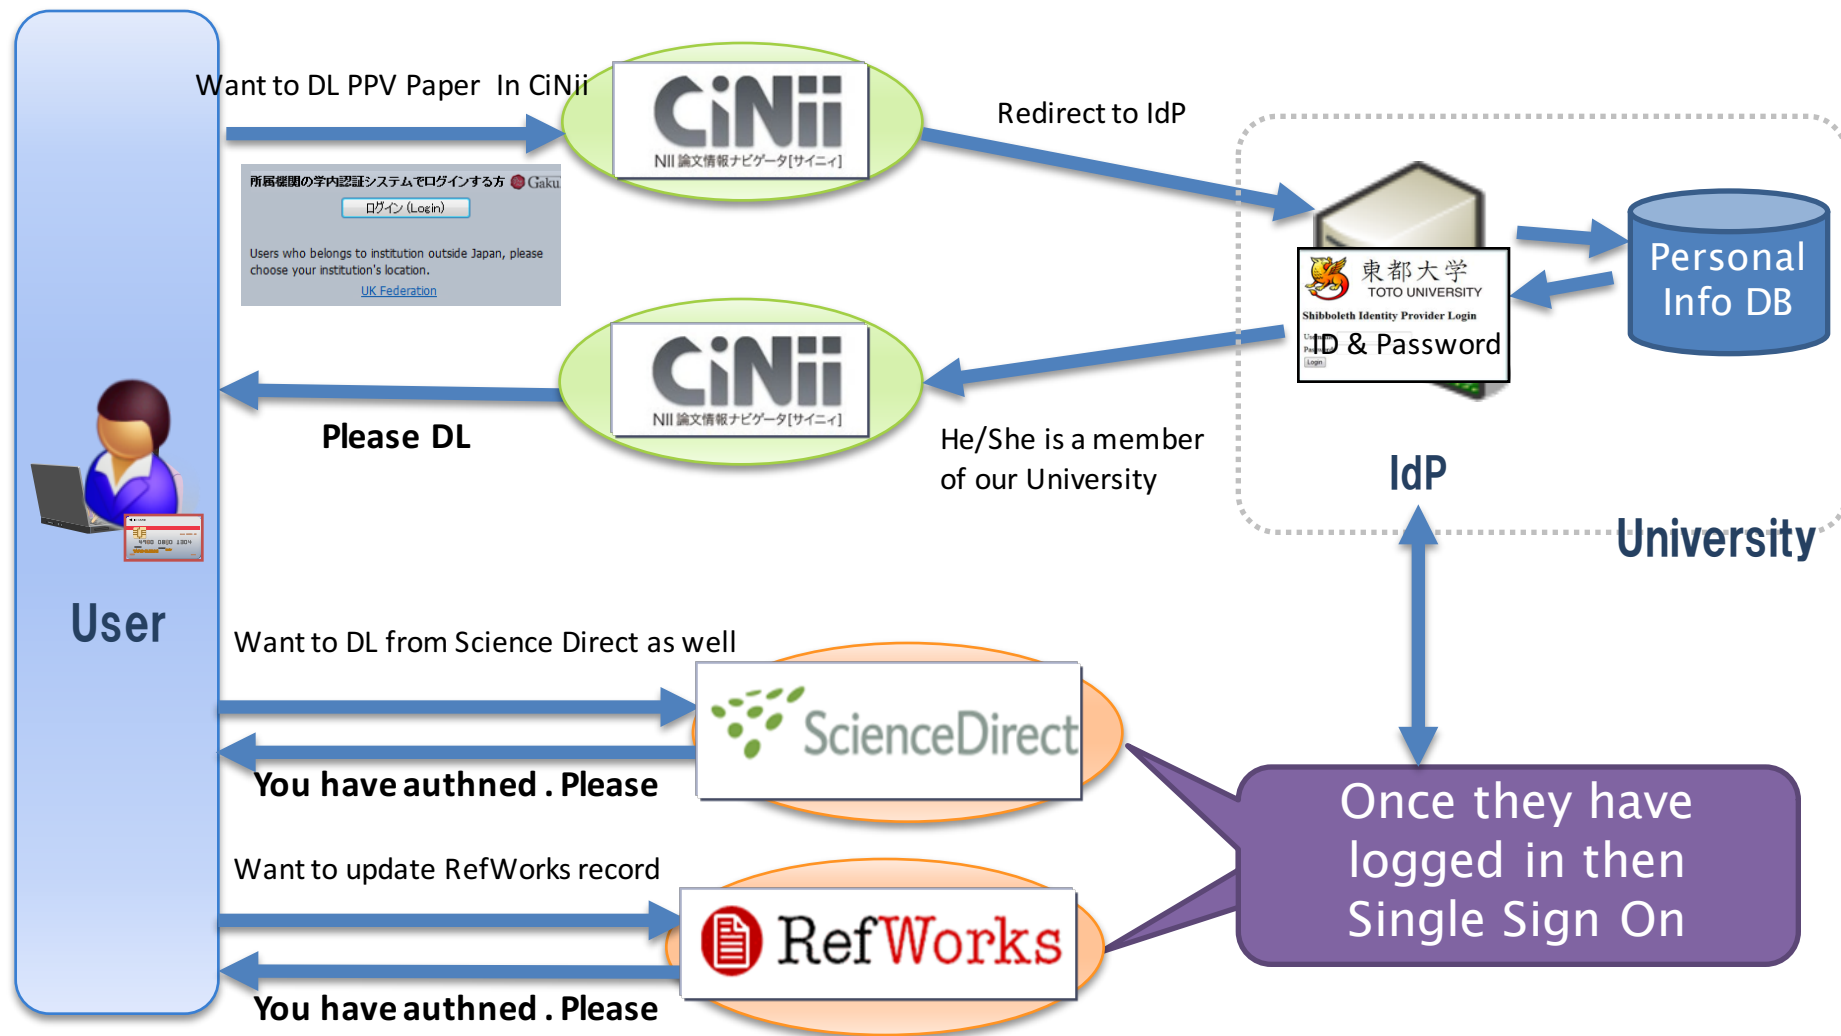 Want to DL PPV Paper In CiNii
CiNii
NII 論文情報ナビゲータ[サイニィ]
Redirect to IdP
所属機関の学内認証システムでログインする方 Gaku
ログイン (Login)
Users who belongs to institution outside Japan, please
choose your institution's location.
UK Federation
東都大学
TOTO UNIVERSITY
Shibboleth Identity Provider Login
ID & Password
Login
Personal
Info DB
CiNii
NII 論文情報ナビゲータ[サイニィ]
Please DL
He/She is a member
of our University
IdP
University
User
Want to DL from Science Direct as well
ScienceDirect
You have authned . Please
Once they have
logged in then
Single Sign On
Want to update RefWorks record
RefWorks
You have authned . Please